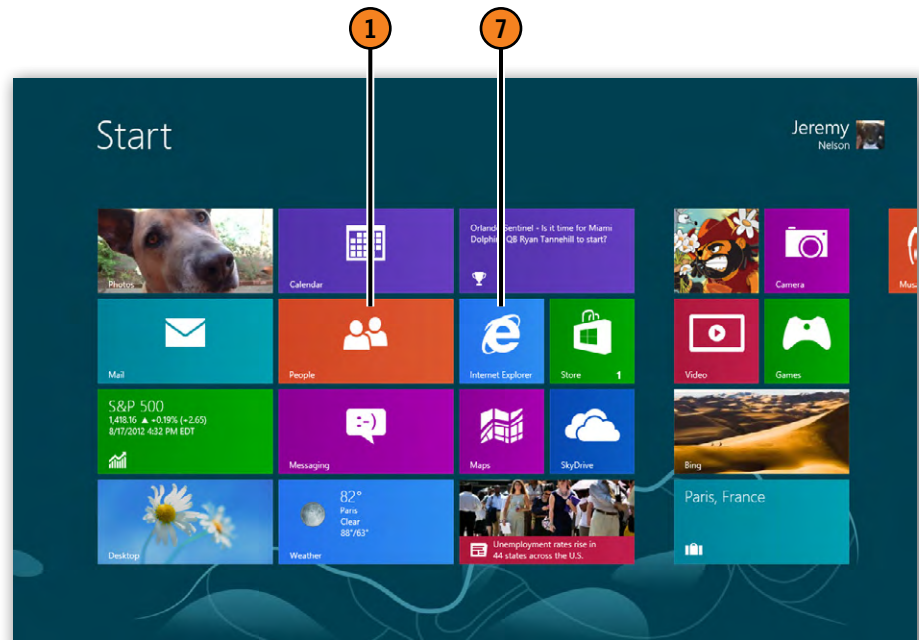 1
7
Start
Jeremy
Nelson
Photos
Calendar
Orlando Sentinel - Is it time for Miami
QB Ryan Tannehill to start?
Camera
Mail
People
Internet Explorer
Store 1
Video
Games
S&P 500
1,418.16 ▲ +0.19% (+2.65)
8/17/2012 4:32 PM EDT
Messaging
Maps
SkyDrive
Bing
Desktop
82°
Paris
Clear
88°/63°
Weather
Unemployment rates rise in
44 states across the U.S.
Paris, France